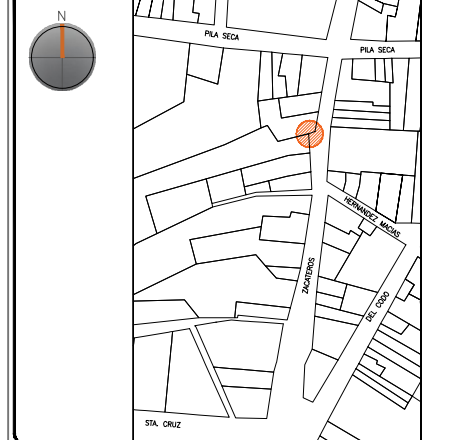 N
PILA SECA
PILA SECA
HERNANDEZ MACIAS
ZACATEROS
DEL CODO
STA. CRUZ